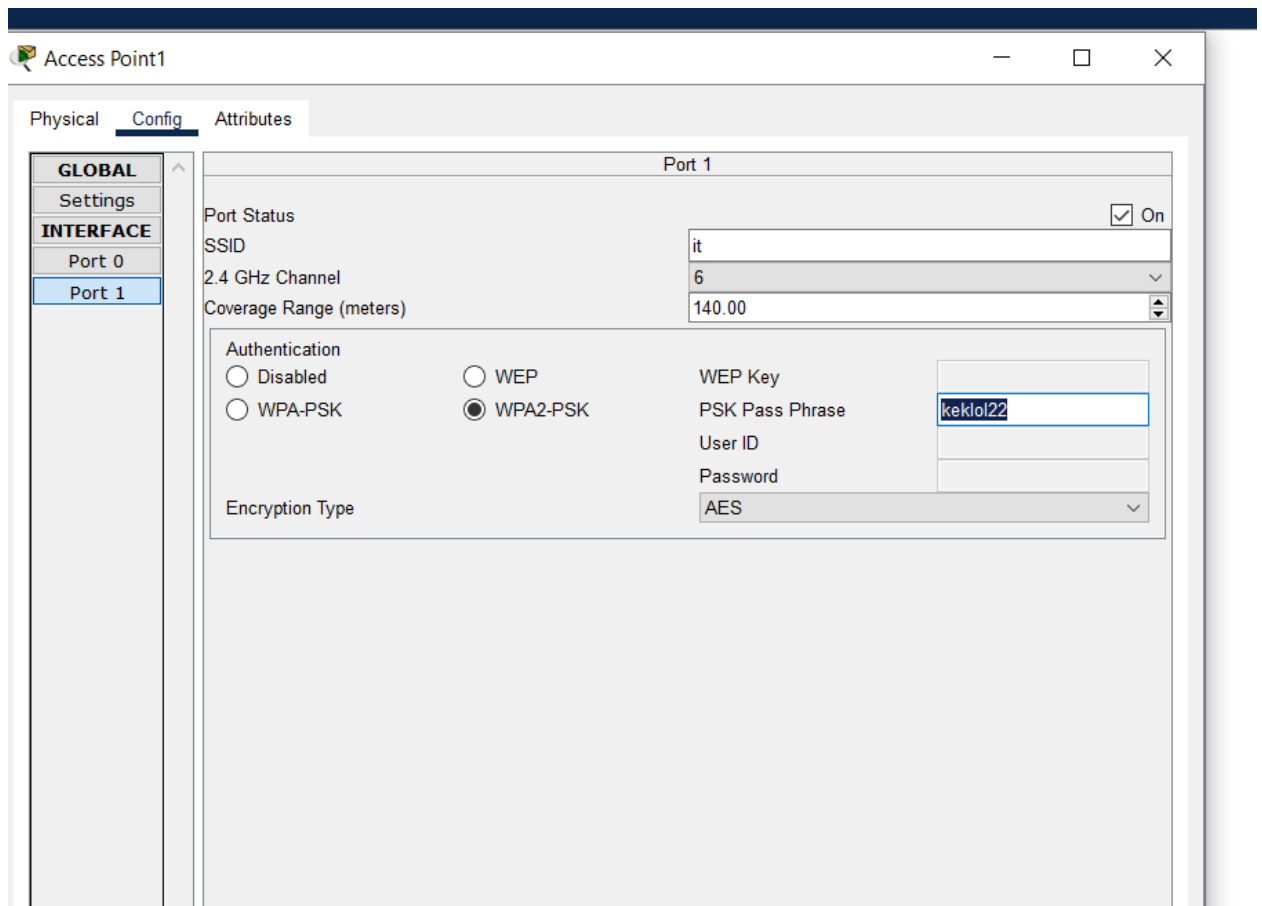 Access Point1
Physical Config Attributes
GLOBAL
Settings
INTERFACE
Port 0
Port 1
Port 1
Port Status On
SSID it
2.4 GHz Channel 6
Coverage Range (meters) 140.00
Authentication
Disabled WEP WEP Key
WPA-PSK WPA2-PSK PSK Pass Phrase keklol22
User ID
Password
Encryption Type AES